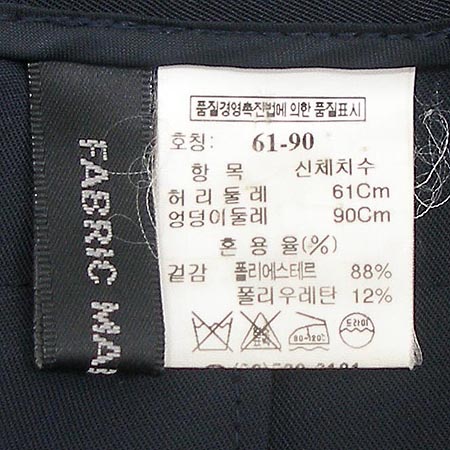 FABRIC
품질경영촉진법에 의한 품질표시
호칭: 61-90
항 목 신체치수
허리둘레 61Cm
엉덩이둘레 90Cm
혼용율(%)
겉감 폴리에스테르 88%
폴리우레탄 12%
80~120℃ 드라이